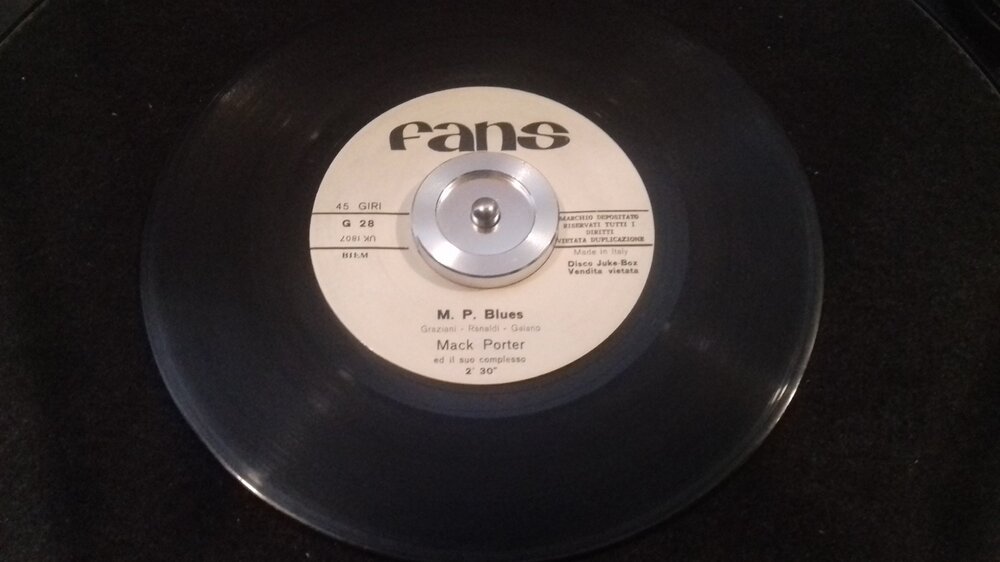 fans
45 GIRI
G 28
UK 1807
BIEM
MARCHIO DEPOSITATO
RISERVATI TUTTI I
DIRITTI
VIETATA DUPLICAZIONE
Made in Italy
Disco Juke-Box
Vendita vietata
M. P. Blues
Graziani - Ranaldi - Gaiano
Mack Porter
ed il suo complesso
2' 30"